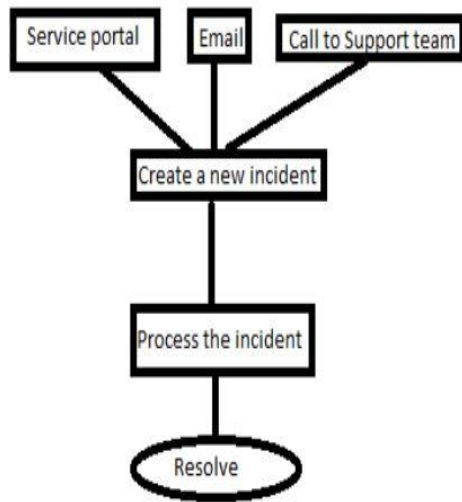 Service portal
Email
Call to Support team
Create a new incident
Process the incident
Resolve